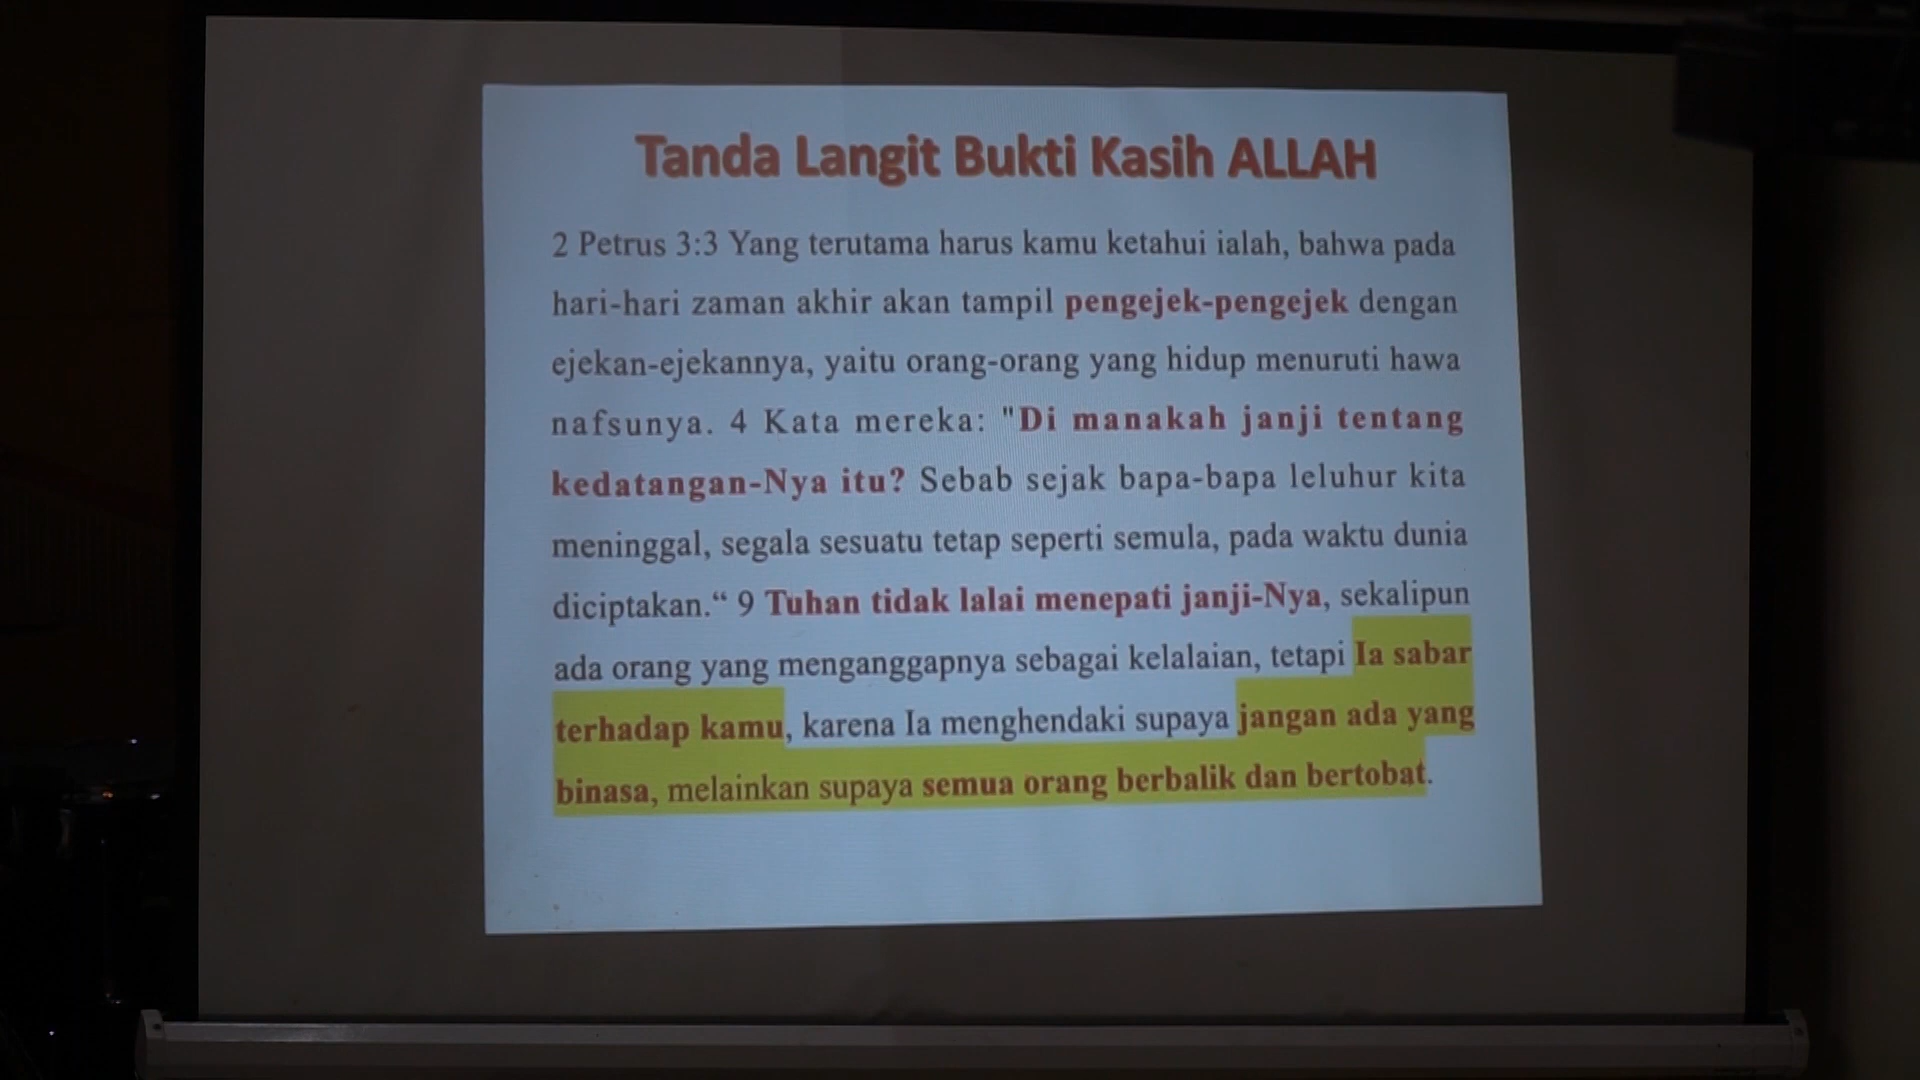 Tanda Langit Bukti Kasih ALLAH
2 Petrus 3:3 Yang terutama harus kamu ketahui ialah, bahwa pada
hari-hari zaman akhir akan tampil pengejek-pengejek dengan
ejekan-ejekannya, yaitu orang-orang yang hidup menuruti hawa
nafsunya. 4 Kata mereka: "Di manakah janji tentang
kedatangan-Nya itu? Sebab sejak bapa-bapa leluhur kita
meninggal, segala sesuatu tetap seperti semula, pada waktu dunia
diciptakan.“ 9 Tuhan tidak lalai menepati janji-Nya, sekalipun
ada orang yang menganggapnya sebagai kelalaian, tetapi Ia sabar
terhadap kamu, karena Ia menghendaki supaya jangan ada yang
binasa, melainkan supaya semua orang berbalik dan bertobat.